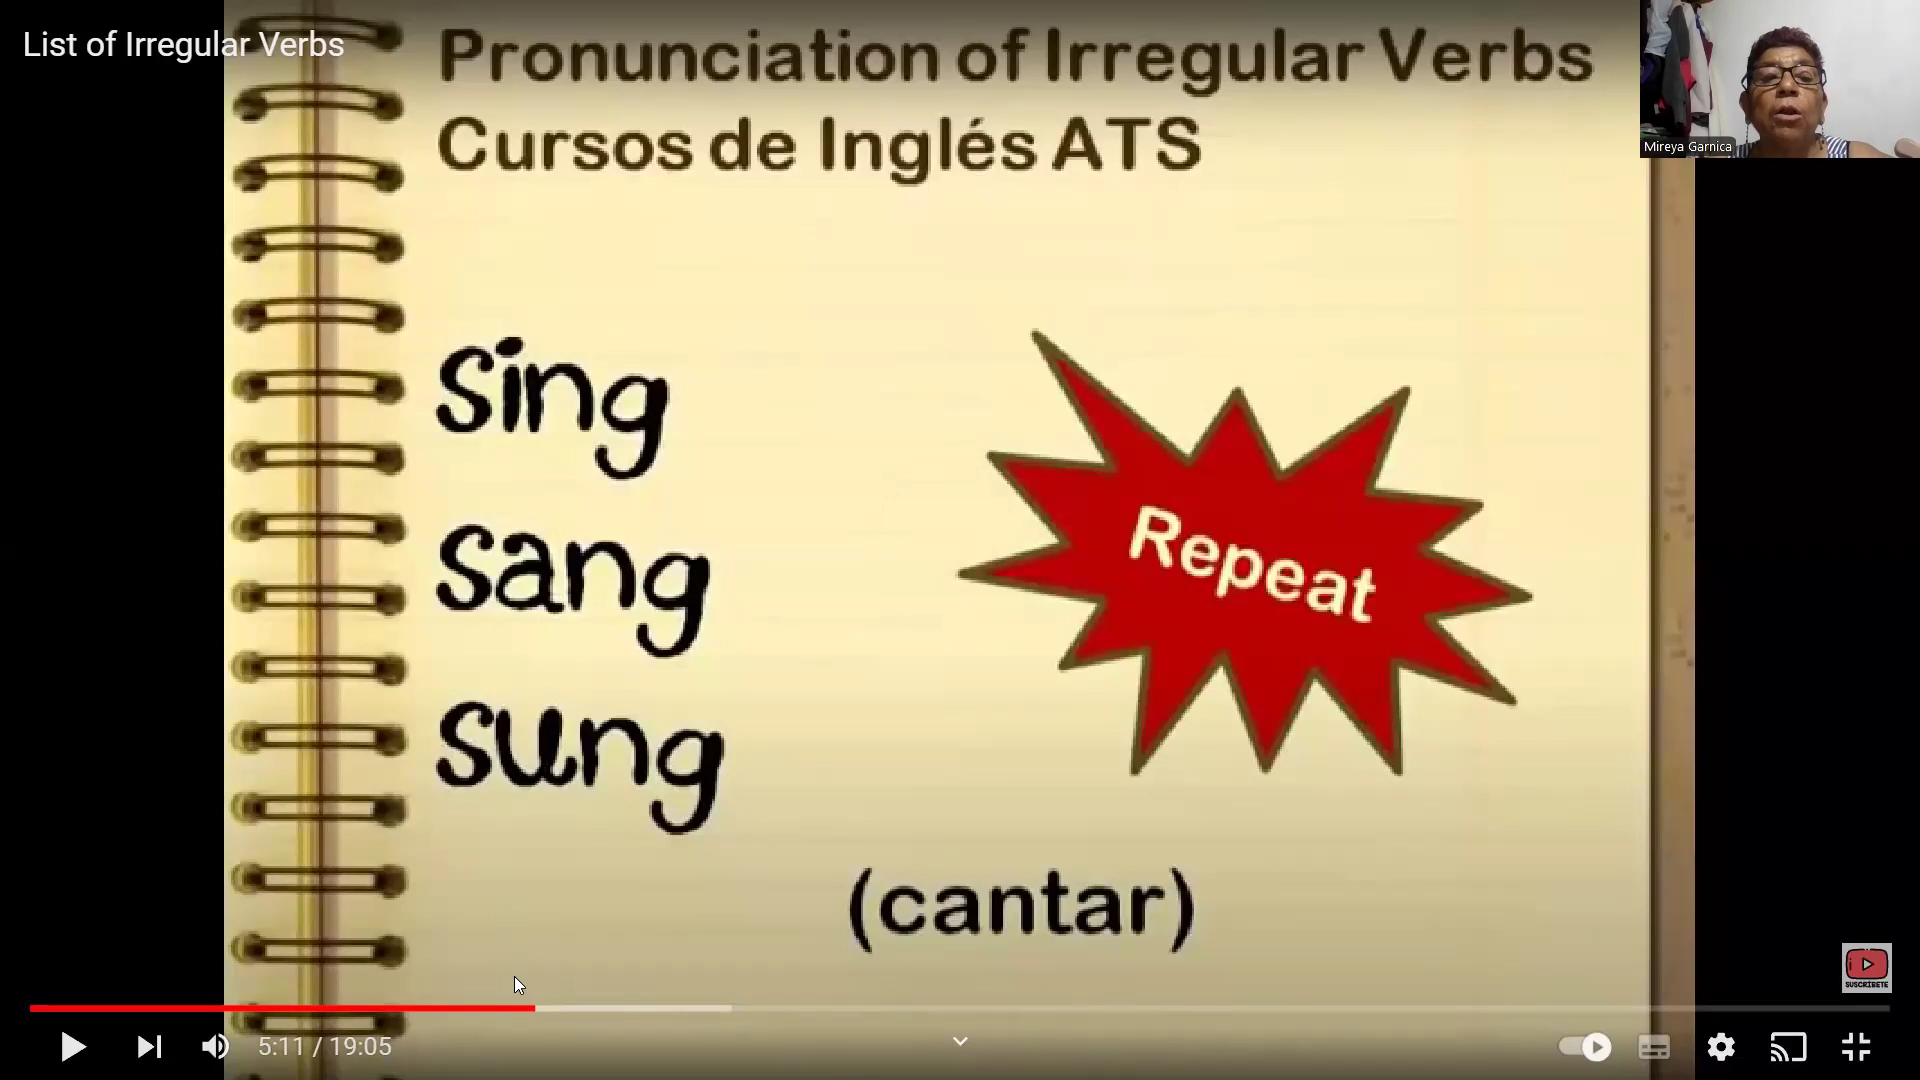 List of Irregular Verbs
Pronunciation of Irregular Verbs
Cursos de Inglés ATS
Mireya Garnica
sing
sang
sung
Repeat
(cantar)
SUSCRÍBETE
5:11 / 19:05